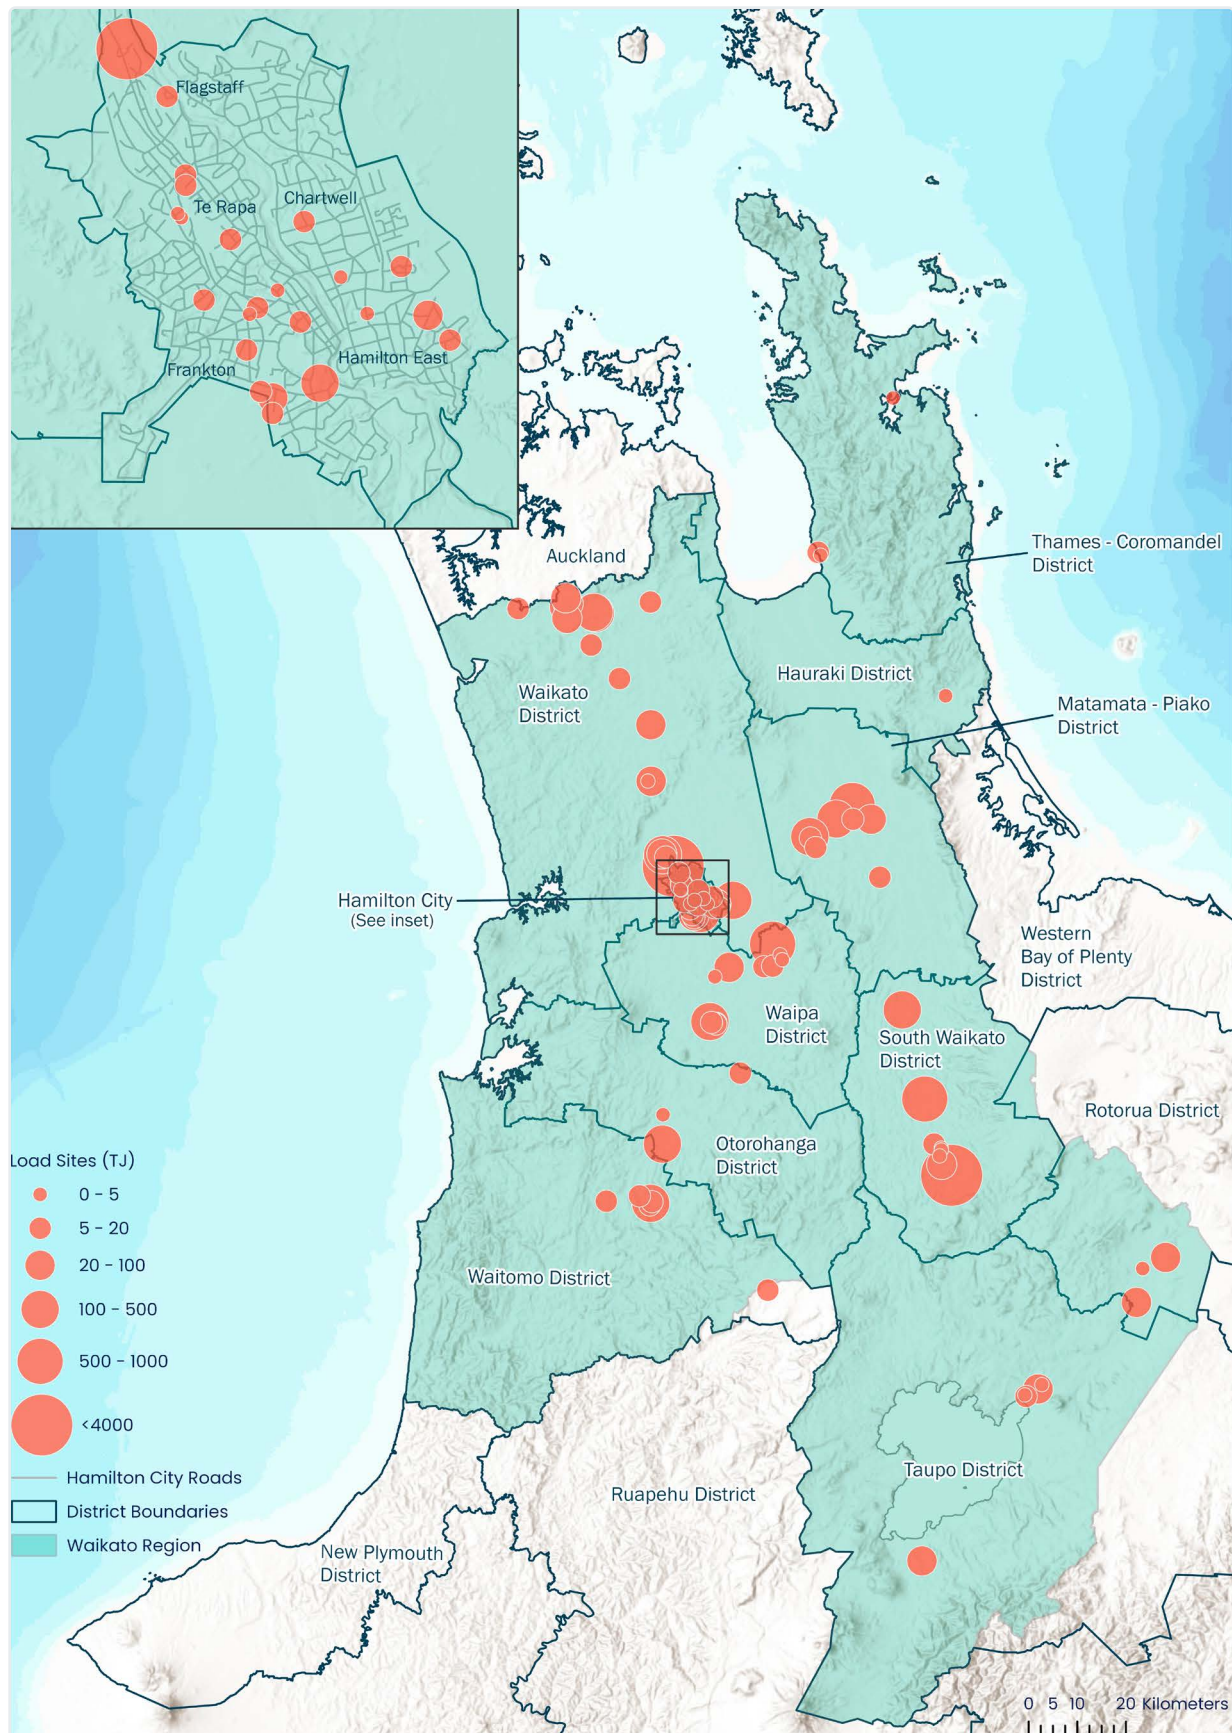 Flagstaff
Chartwell
Te Rapa
Hamilton East
Frankton
Auckland
Thames - Coromandel
District
Hauraki District
Waikato
District
Matamata - Piako
District
Hamilton City
(See inset)
Western
Bay of Plenty
District
Waipa
District
South Waikato
District
Rotorua District
Otorohanga
District
Waitomo District
Taupo District
Ruapehu District
New Plymouth
District
Load Sites (TJ)
0 - 5
5 - 20
20 - 100
100 - 500
500 - 1000
<4000
Hamilton City Roads
District Boundaries
Waikato Region
0 5 10 20 Kilometers